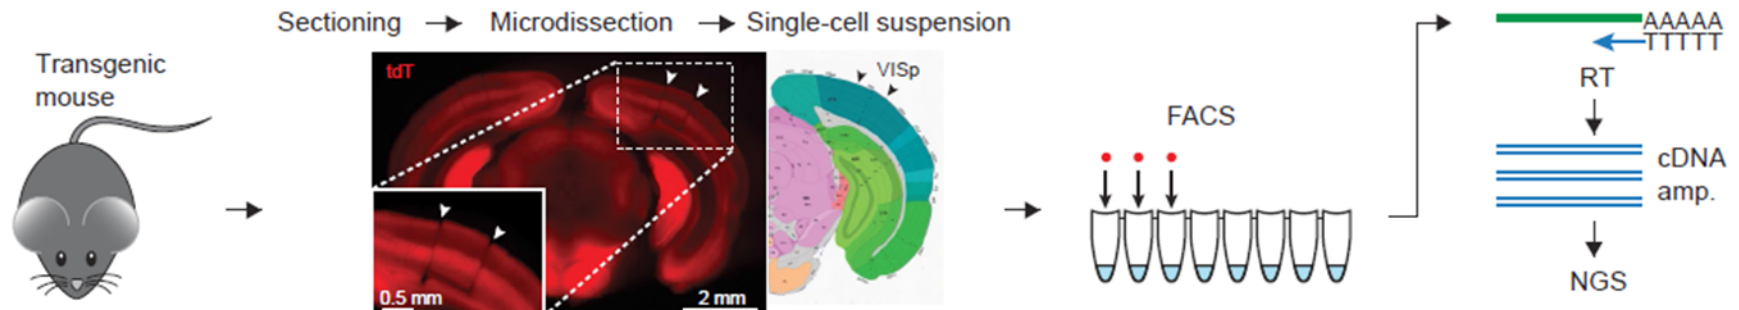 Sectioning → Microdissection → Single-cell suspension
Transgenic
mouse
tdT
0.5 mm
2 mm
VISp
FACS
AAAAA
TTTTT
RT
cDNA
amp.
NGS